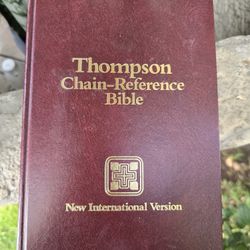 Thompson
Chain-Reference
Bible
New International Version